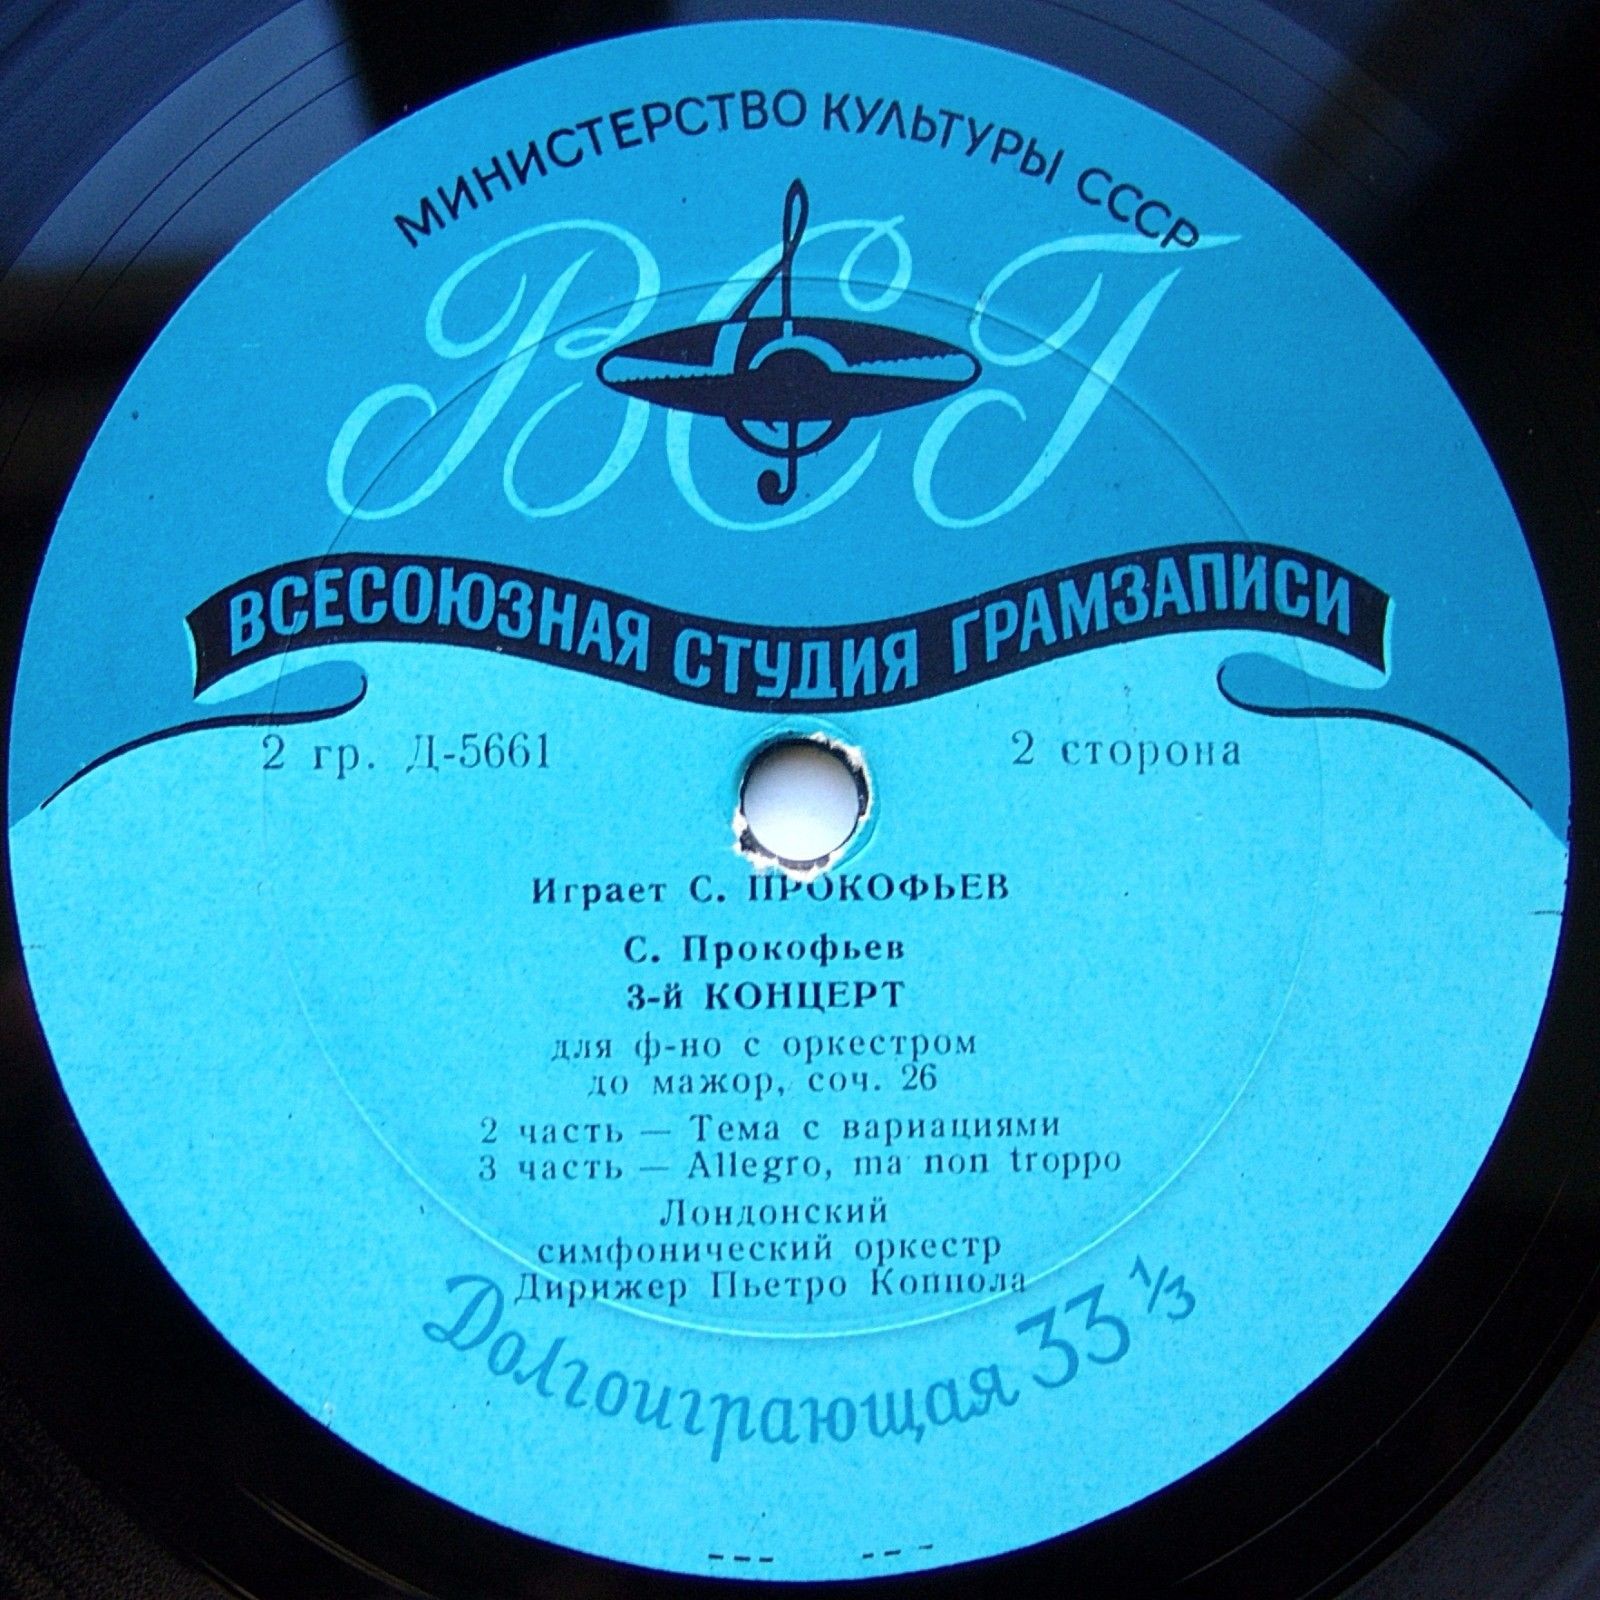 МИНИСТЕРСТВО КУЛЬТУРЫ СССР
ВСГ
ВСЕСОЮЗНАЯ СТУДИЯ ГРАМЗАПИСИ
2 гр. Д-5661
2 сторона
Играет С. ПРОКОФЬЕВ
С. Прокофьев
3-й КОНЦЕРТ
для ф-но с оркестром
до мажор, соч. 26
2 часть — Тема с вариациями
3 часть — Allegro, ma non troppo
Лондонский
симфонический оркестр
Дирижер Пьетро Коппола
Долгоиграющая 33 1/3